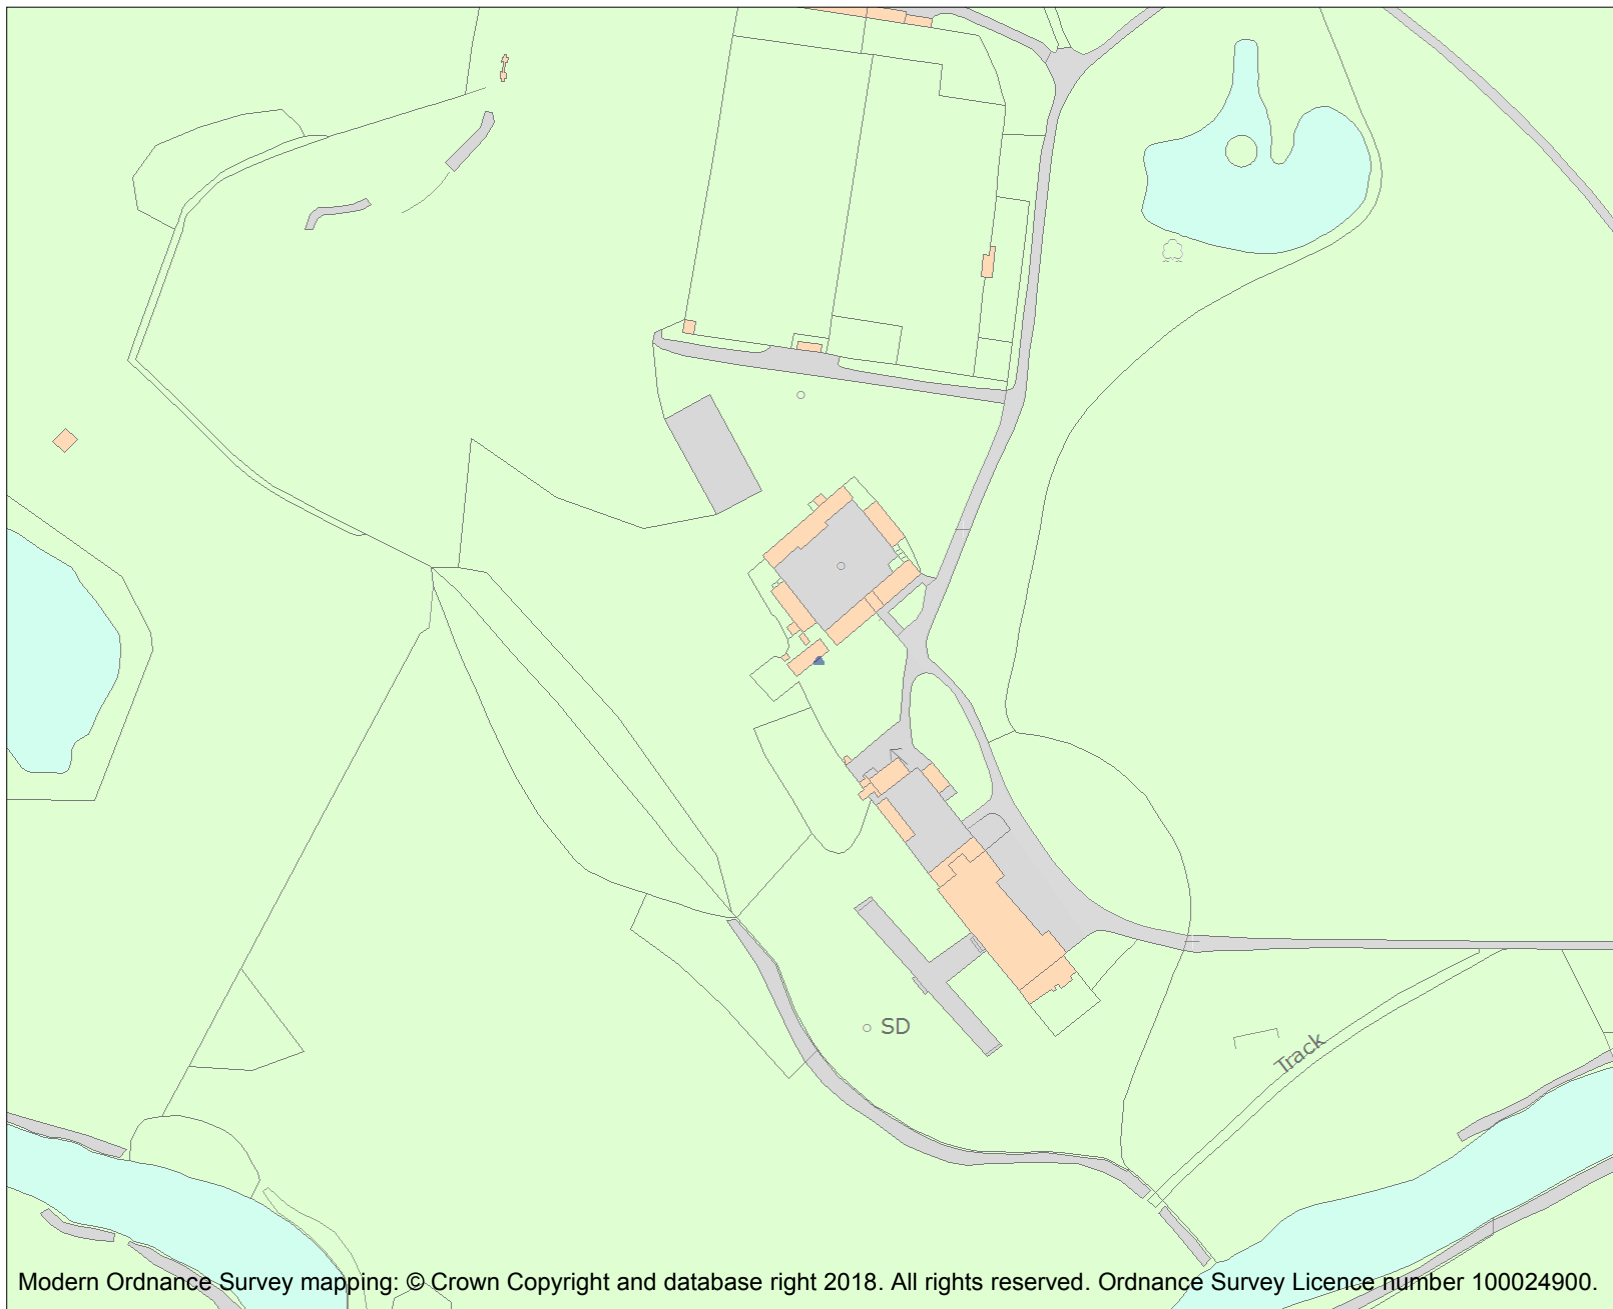 SD
Track
Modern Ordnance Survey mapping: © Crown Copyright and database right 2018. All rights reserved. Ordnance Survey Licence number 100024900.